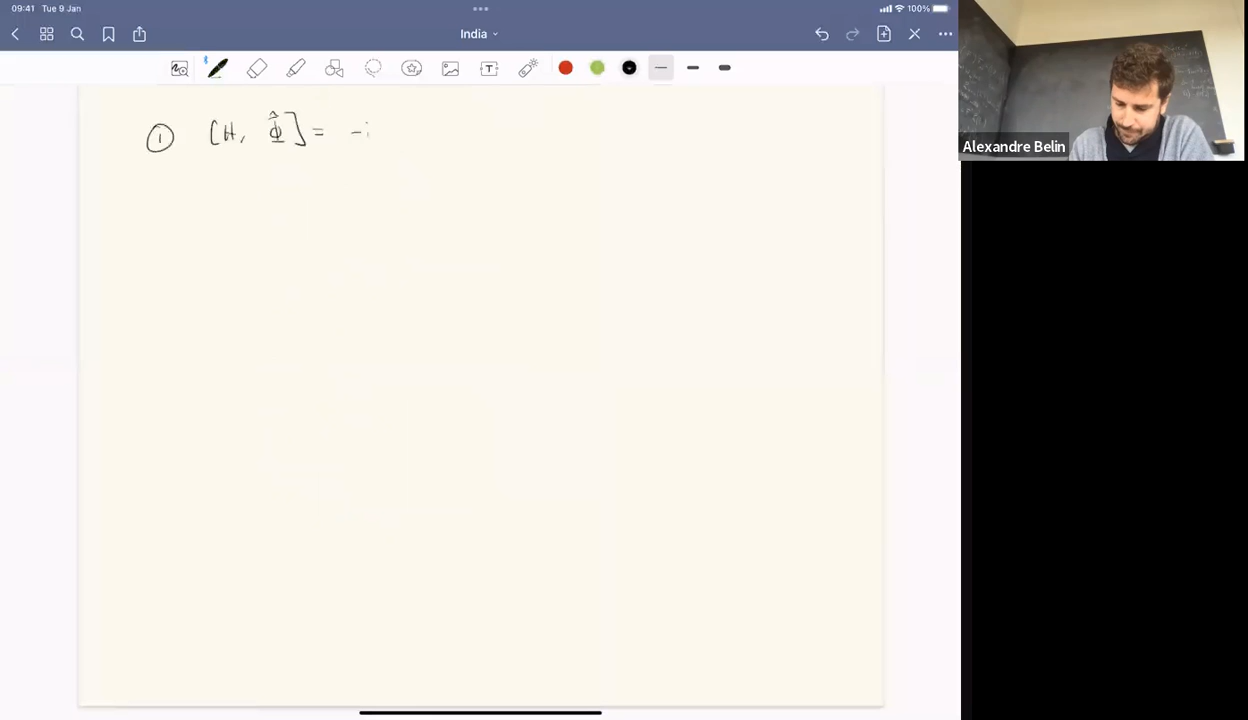 09:41 Tue 9 Jan
100%
India
T
① [H, Φ̂] = -i
Alexandre Belin